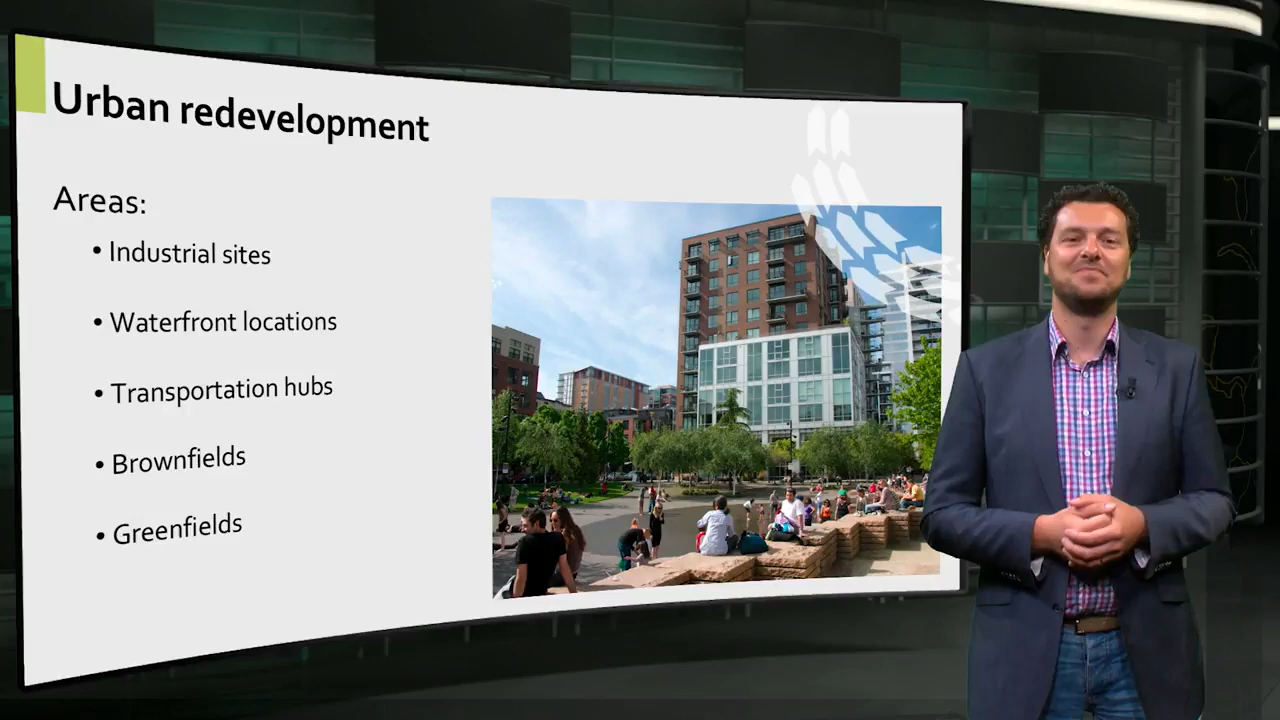 Urban redevelopment
Areas:
• Industrial sites
• Waterfront locations
• Transportation hubs
• Brownfields
• Greenfields